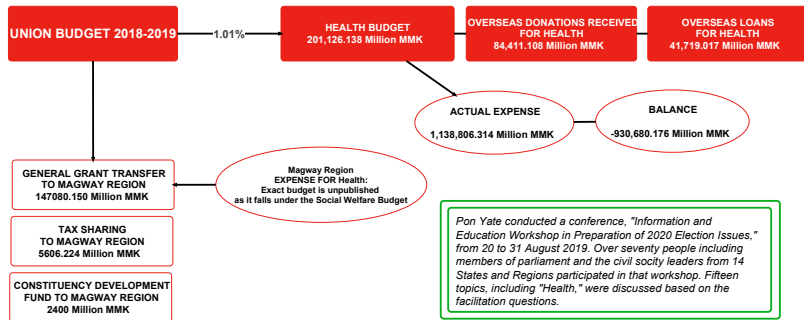 UNION BUDGET 2018-2019
1.01%
HEALTH BUDGET
201,126.138 Million MMK
OVERSEAS DONATIONS RECEIVED
FOR HEALTH
84,411.108 Million MMK
OVERSEAS LOANS
FOR HEALTH
41,719.017 Million MMK
ACTUAL EXPENSE
1,138,806.314 Million MMK
BALANCE
-930,680.176 Million MMK
GENERAL GRANT TRANSFER
TO MAGWAY REGION
147080.150 Million MMK
Magway Region
EXPENSE FOR Health:
Exact budget is unpublished
as it falls under the Social Welfare Budget
TAX SHARING
TO MAGWAY REGION
5606.224 Million MMK
CONSTITUENCY DEVELOPMENT
FUND TO MAGWAY REGION
2400 Million MMK
Pon Yate conducted a conference, "Information and
Education Workshop in Preparation of 2020 Election Issues,"
from 20 to 31 August 2019. Over seventy people including
members of parliament and the civil socity leaders from 14
States and Regions participated in that workshop. Fifteen
topics, including "Health," were discussed based on the
facilitation questions.